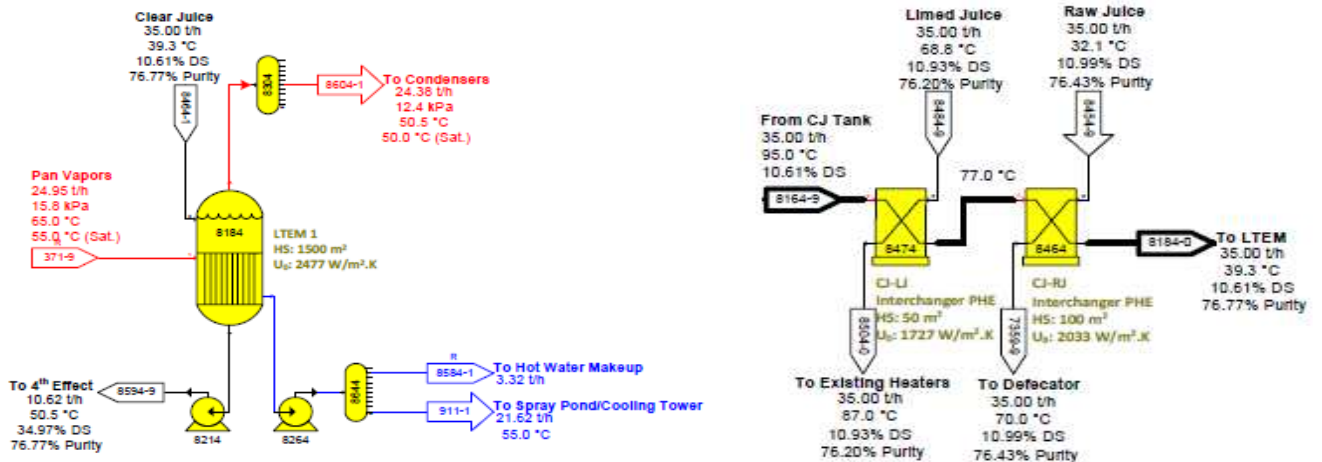 Clear Juice
35.00 t/h
39.3 °C
10.61% DS
76.77% Purity
8464-1
8304
8604-1
To Condensers
24.38 t/h
12.4 kPa
50.5 °C
50.0 °C (Sat.)
Pan Vapors
24.95 t/h
15.8 kPa
65.0 °C
55.0 °C (Sat.)
R
371-9
8184
LTEM 1
HS: 1500 m²
U₀: 2477 W/m².K
To 4th Effect
10.62 t/h
50.5 °C
34.97% DS
76.77% Purity
8594-9
8214
8264
8644
R
8584-1
To Hot Water Makeup
3.32 t/h
911-1
To Spray Pond/Cooling Tower
21.62 t/h
55.0 °C
Limed Juice
35.00 t/h
68.8 °C
10.93% DS
76.20% Purity
8484-9
Raw Juice
35.00 t/h
32.1 °C
10.99% DS
76.43% Purity
8454-9
From CJ Tank
35.00 t/h
95.0 °C
10.61% DS
8164-9
77.0 °C
8474
8464
CJ-LJ
Interchanger PHE
HS: 50 m²
U₀: 1727 W/m².K
CJ-RJ
Interchanger PHE
HS: 100 m²
U₀: 2033 W/m².K
8184-0
To LTEM
35.00 t/h
39.3 °C
10.61% DS
76.77% Purity
8504-0
To Existing Heaters
35.00 t/h
87.0 °C
10.93% DS
76.20% Purity
7359-9
To Defecator
35.00 t/h
70.0 °C
10.99% DS
76.43% Purity